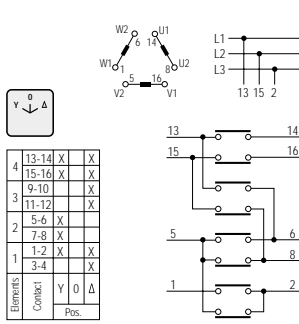 W2 U1
6 14
W1 1 8 U2
5 16
V2 V1
L1
L2
L3
13 15 2
Y 0 Δ
4 13-14 X X
15-16 X X
3 9-10 X
11-12 X
2 5-6 X
7-8 X
1 1-2 X X
3-4 X
Elements Contact Y 0 Δ
Pos.
13 14
15 16
5 6
8
1 2